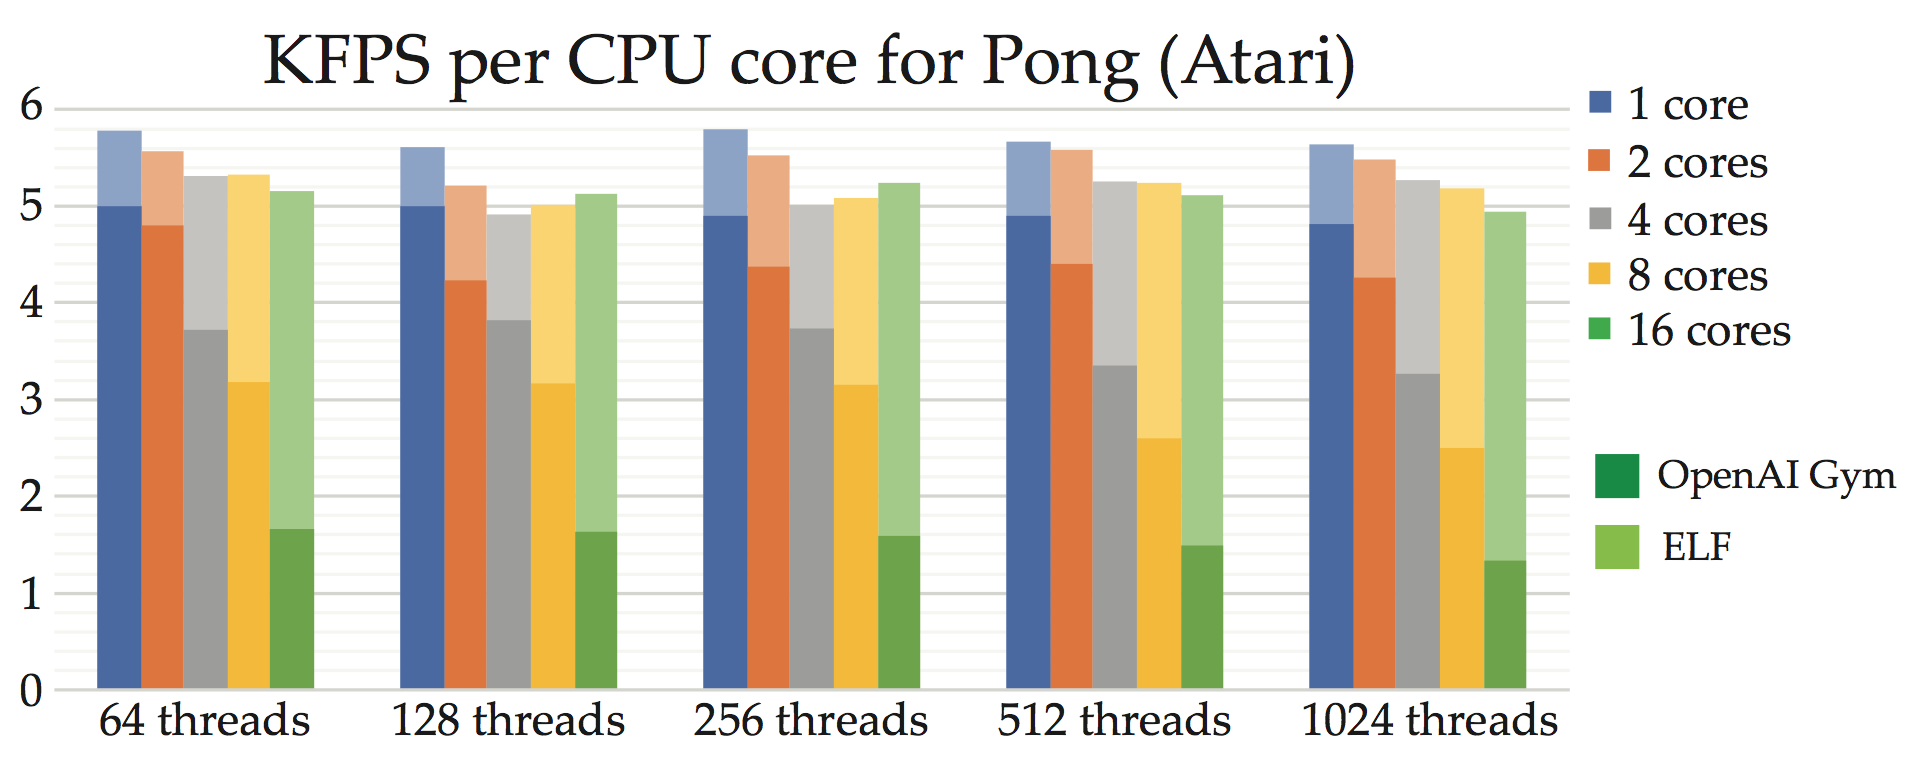 KFPS per CPU core for Pong (Atari)
6
5
4
3
2
1
0
64 threads
128 threads
256 threads
512 threads
1024 threads
1 core
2 cores
4 cores
8 cores
16 cores
OpenAI Gym
ELF